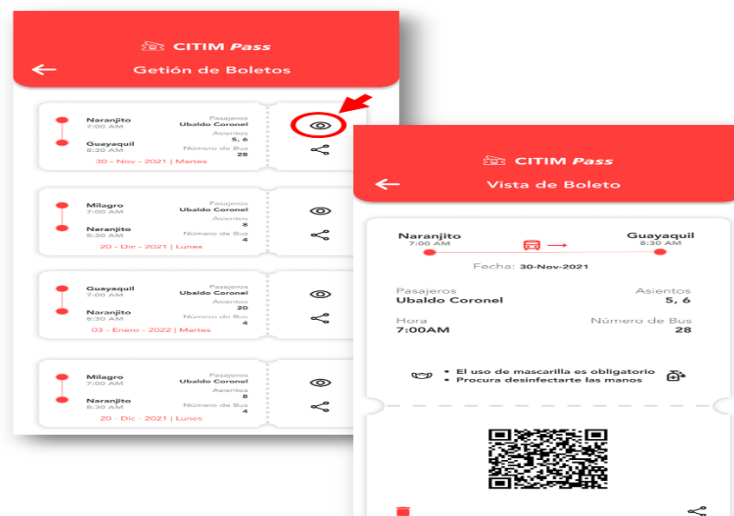 CITIM Pass
Getión de Boletos
Naranjito
7:00 AM
Guayaquil
8:30 AM
30 - Nov - 2021 | Martes
Pasajeros
Ubaldo Coronel
Asientos
5, 6
Número de Bus
28
Milagro
7:00 AM
Naranjito
8:30 AM
20 - Dic - 2021 | Lunes
Pasajeros
Ubaldo Coronel
Asientos
8
Número de Bus
4
Guayaquil
7:00 AM
Naranjito
8:30 AM
03 - Enero - 2022 | Martes
Pasajeros
Ubaldo Coronel
Asientos
20
Número de Bus
4
Milagro
7:00 AM
Naranjito
8:30 AM
20 - Dic - 2021 | Lunes
Pasajeros
Ubaldo Coronel
Asientos
8
Número de Bus
4
CITIM Pass
Vista de Boleto
Naranjito Guayaquil
7:00 AM 8:30 AM
Fecha: 30-Nov-2021
Pasajeros Asientos
Ubaldo Coronel 5, 6
Hora Número de Bus
7:00AM 28
• El uso de mascarilla es obligatorio
• Procura desinfectarte las manos